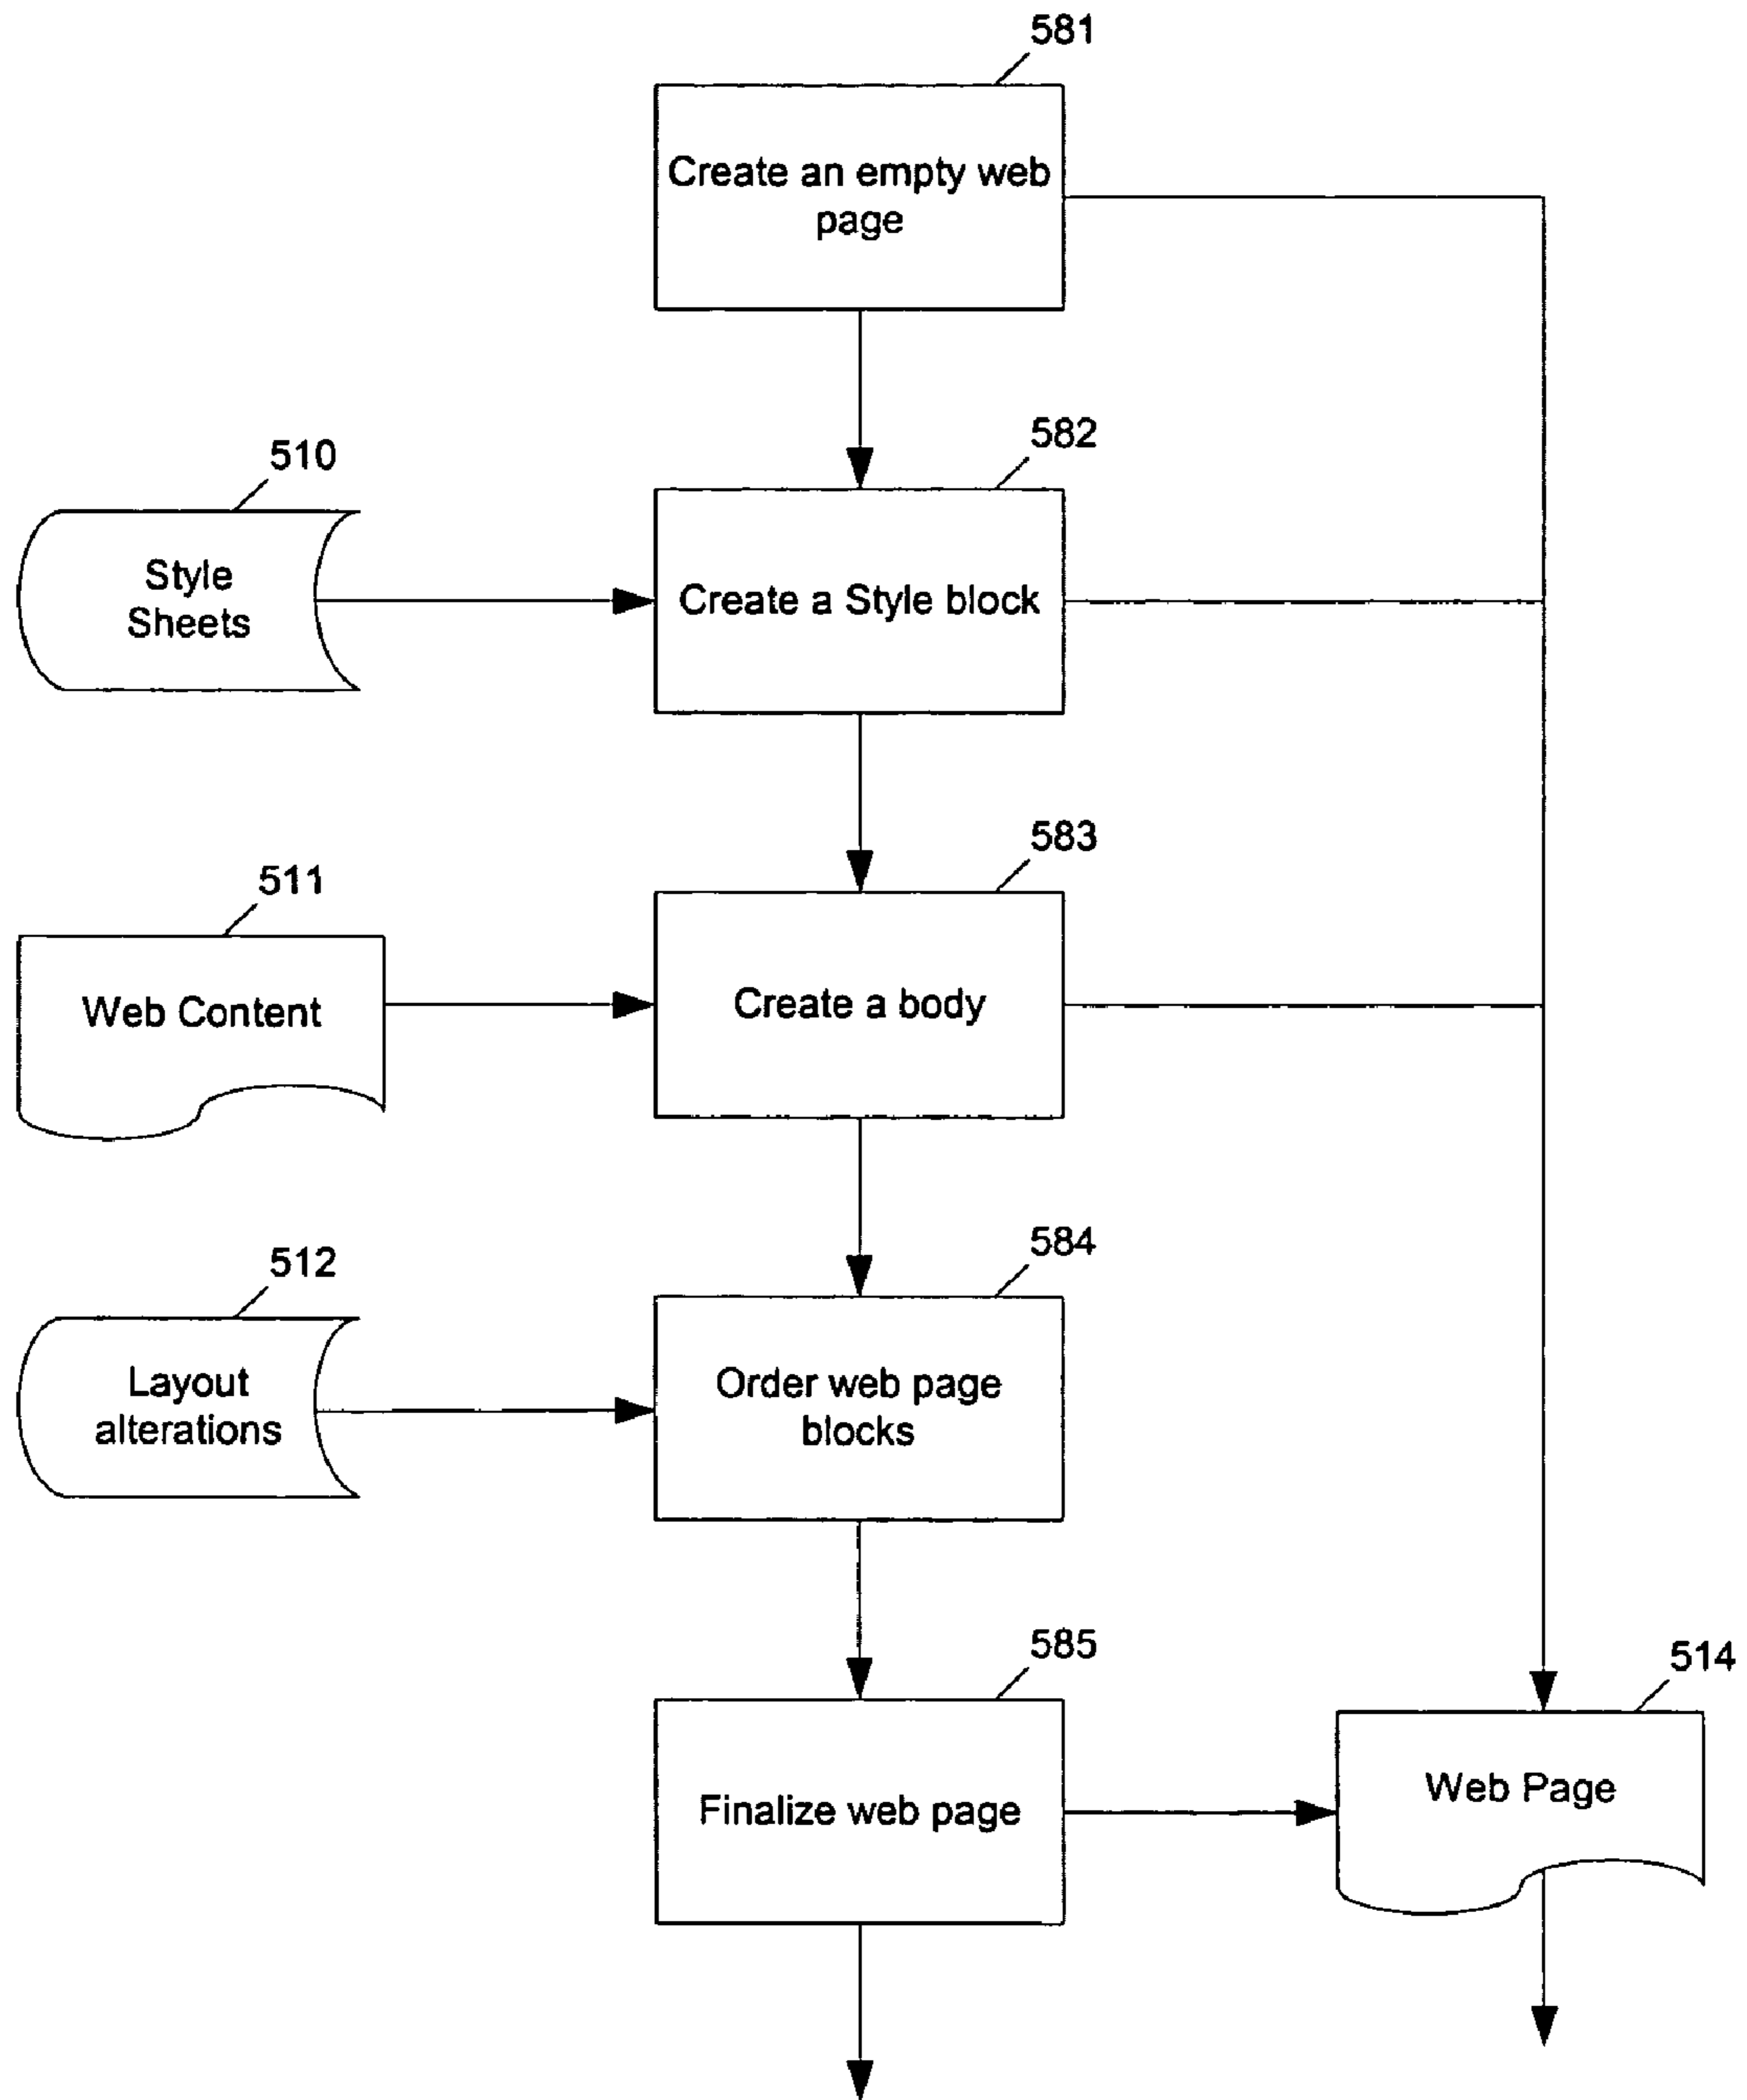 581
Create an empty web
page
582
510
Style
Sheets
Create a Style block
583
511
Web Content
Create a body
584
512
Layout
alterations
Order web page
blocks
585
514
Finalize web page
Web Page